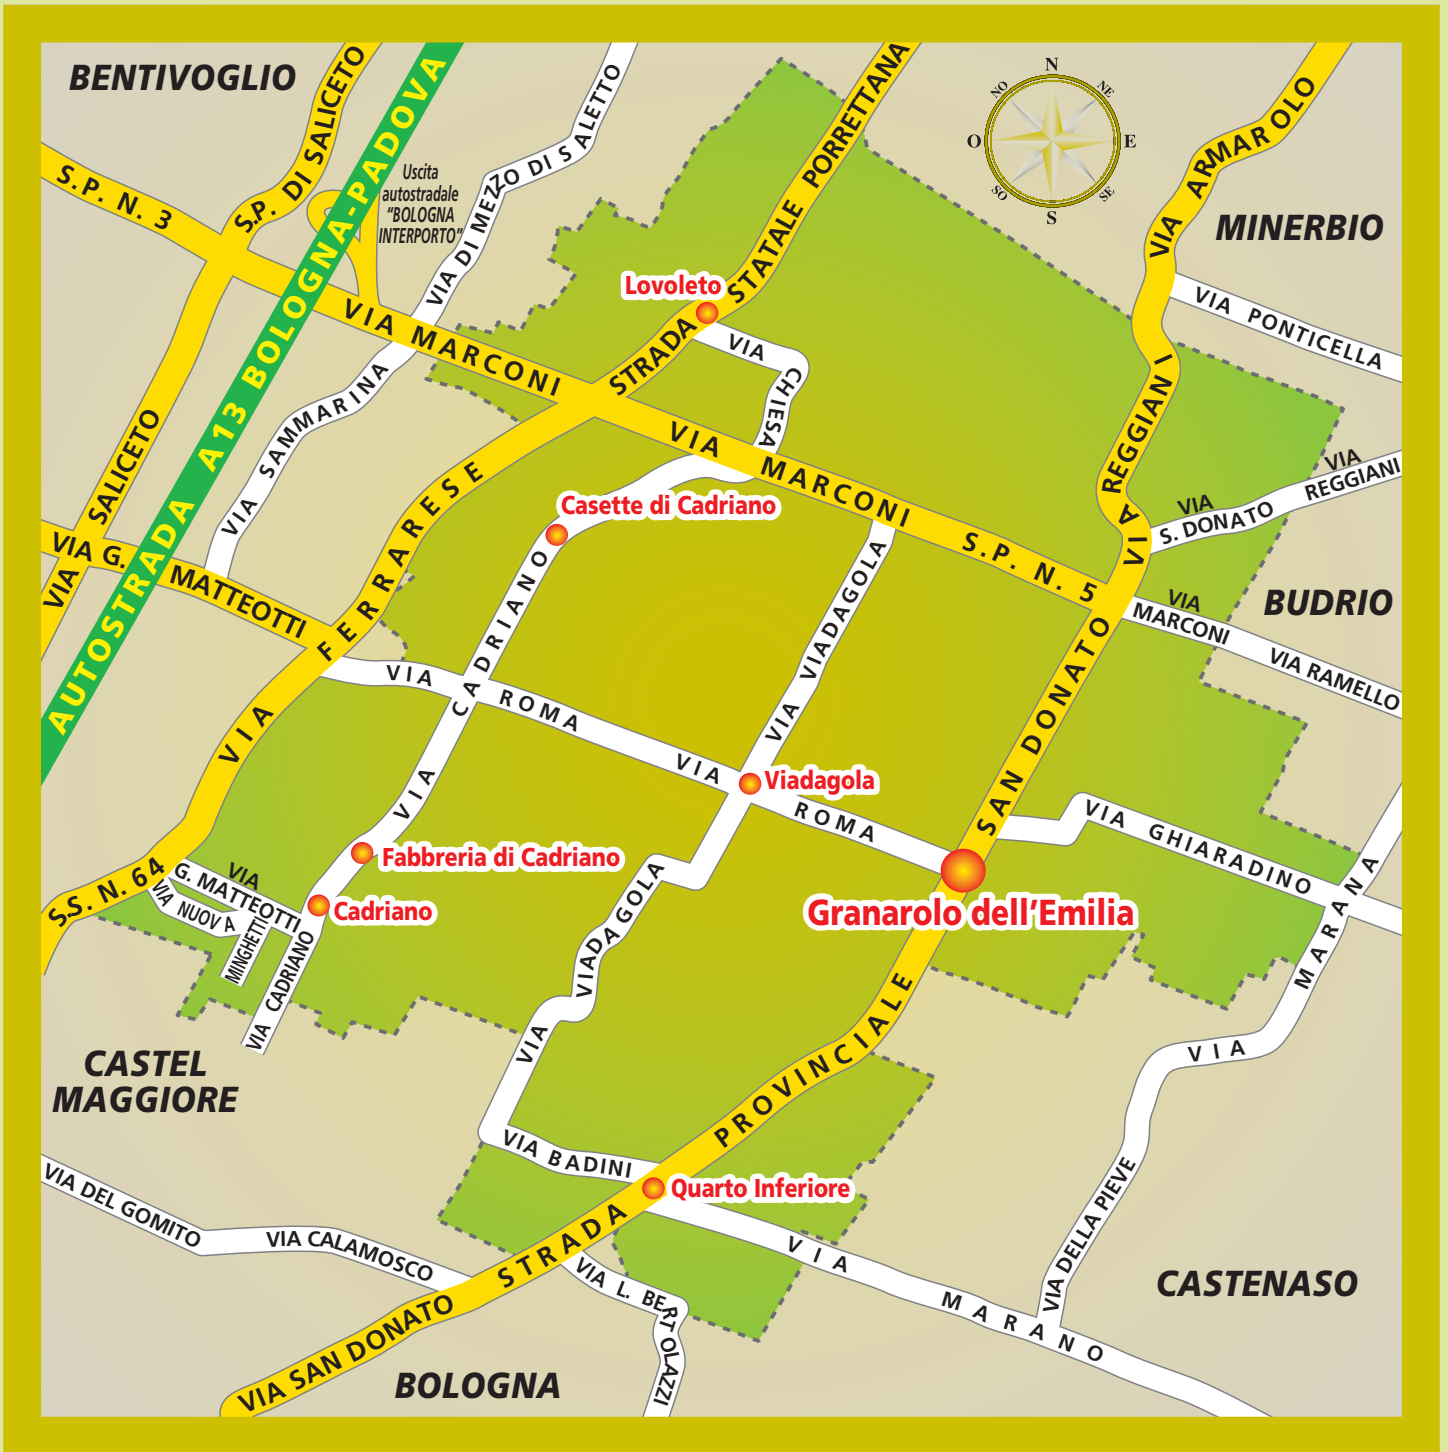 BENTIVOGLIO
S.P. DI SALICETO
S.P. N. 3
AUTOSTRADA A13 BOLOGNA-PADOVA
Uscita
autostradale
“BOLOGNA
INTERPORTO”
VIA DI MEZZO DI SALETTO
STRADA STATALE PORRETTANA
N
NO
NE
O
E
SO
SE
S
VIA ARMAROLO
MINERBIO
VIA PONTICELLA
Lovoleto
VIA MARCONI
VIA CHIESA
VIA SAMMARINA
VIA SALICETO
VIA REGGIANI
VIA MARCONI S.P. N. 5
VIA
REGGIANI
VIA
S. DONATO
Casette di Cadriano
VIA G. MATTEOTTI
VIA FERRARESE
VIA CADRIANO
VIA VIADAGOLA
BUDRIO
VIA
MARCONI
VIA RAMELLO
VIA ROMA
VIA ROMA
Viadagola
SAN DONATO
VIA GHIARADINO
Fabbreria di Cadriano
S.S. N. 64
VIA
G. MATTEOTTI
VIA NUOVA
MINGHETTI
Cadriano
VIA CADRIANO
Granarolo dell’Emilia
VIA VIADAGOLA
VIA MARANA
CASTEL
MAGGIORE
STRADA PROVINCIALE
VIA BADINI
Quarto Inferiore
VIA DELLA PIEVE
VIA DEL GOMITO
VIA CALAMOSCO
VIA L. BERTOLAZZI
VIA MARANO
CASTENASO
VIA SAN DONATO
BOLOGNA